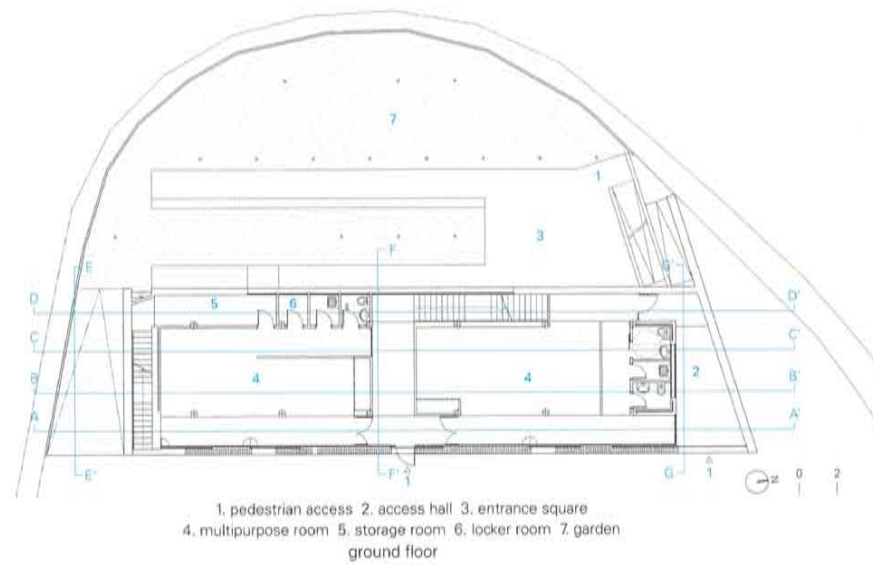 7
1
3
F
E
G'
D
5
6
D'
C
C'
4
4
2
B
B'
A
A'
E'
F'
1
G
1
N
0 2
1. pedestrian access 2. access hall 3. entrance square
4. multipurpose room 5. storage room 6. locker room 7. garden
ground floor